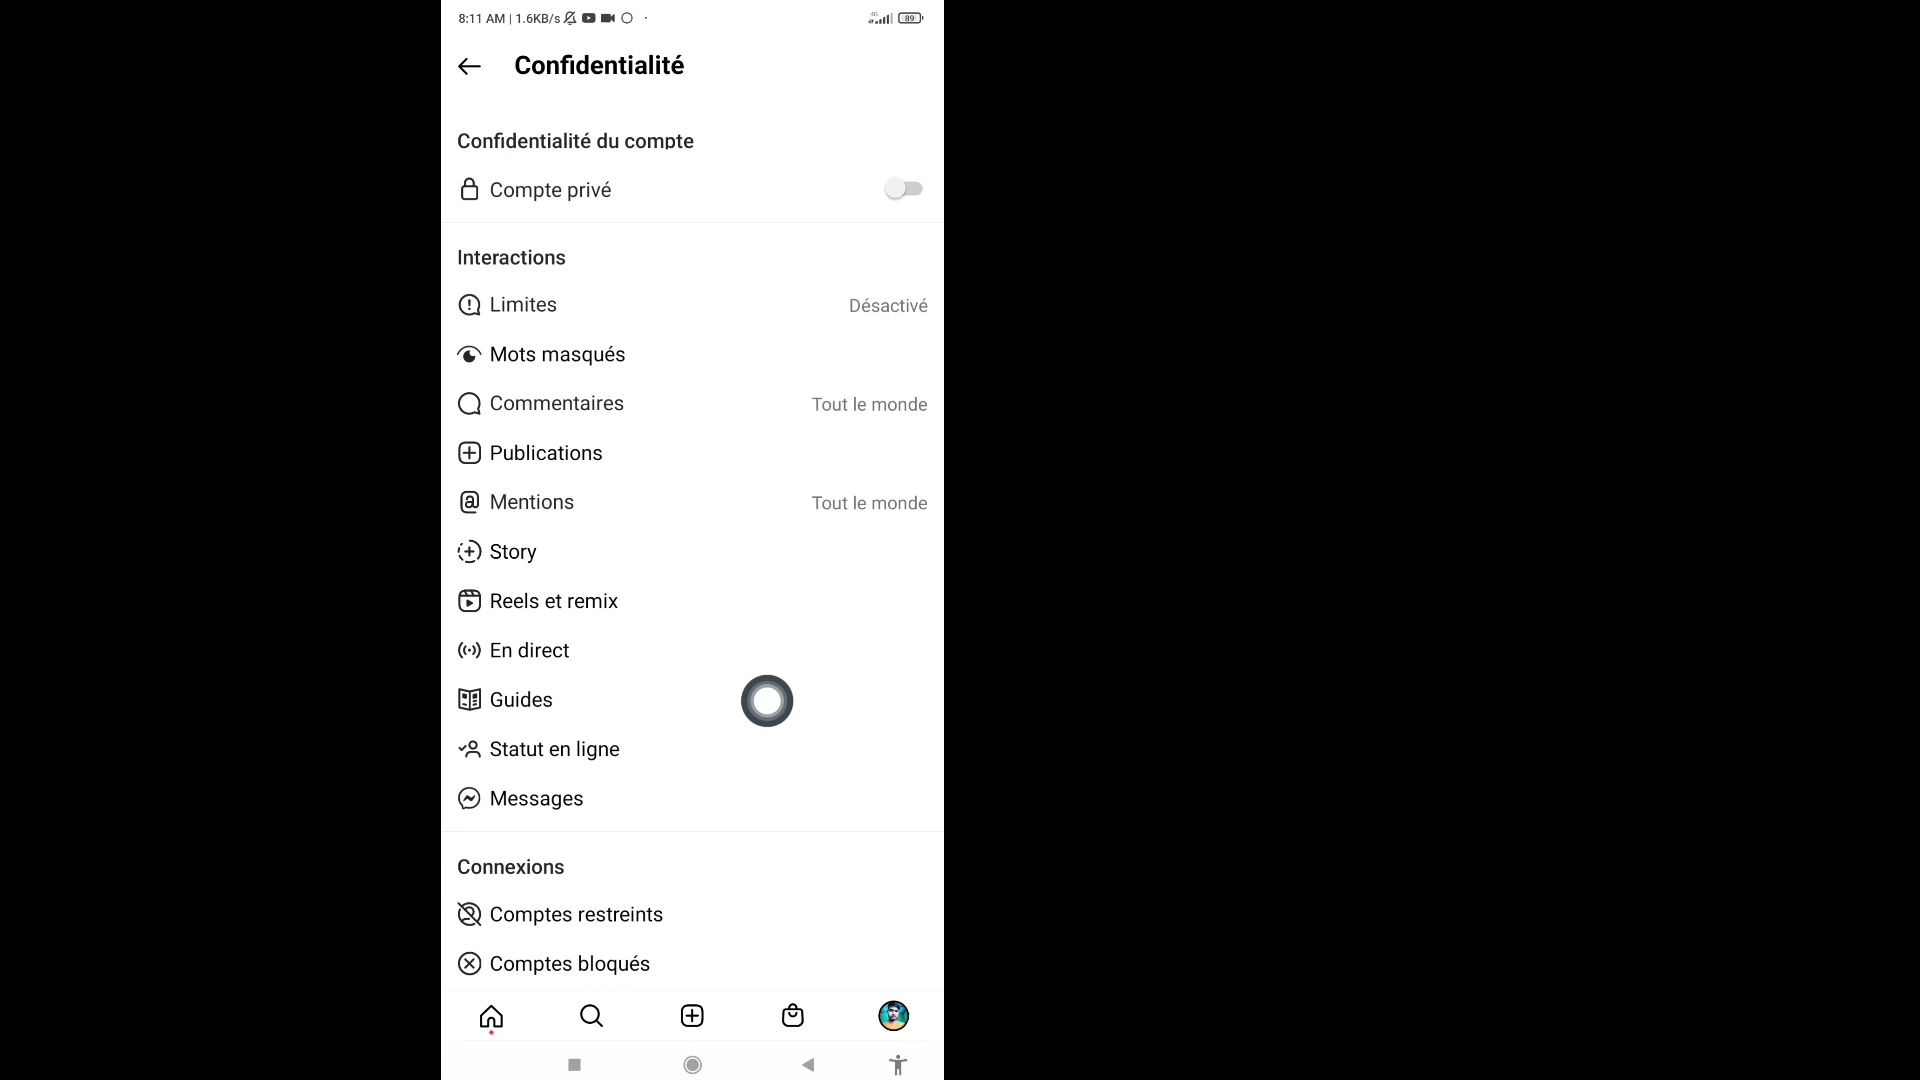 8:11 AM | 1.6KB/s
4G
89
Confidentialité
Confidentialité du compte
Compte privé
Interactions
Limites Désactivé
Mots masqués
Commentaires Tout le monde
Publications
Mentions Tout le monde
Story
Reels et remix
En direct
Guides
Statut en ligne
Messages
Connexions
Comptes restreints
Comptes bloqués